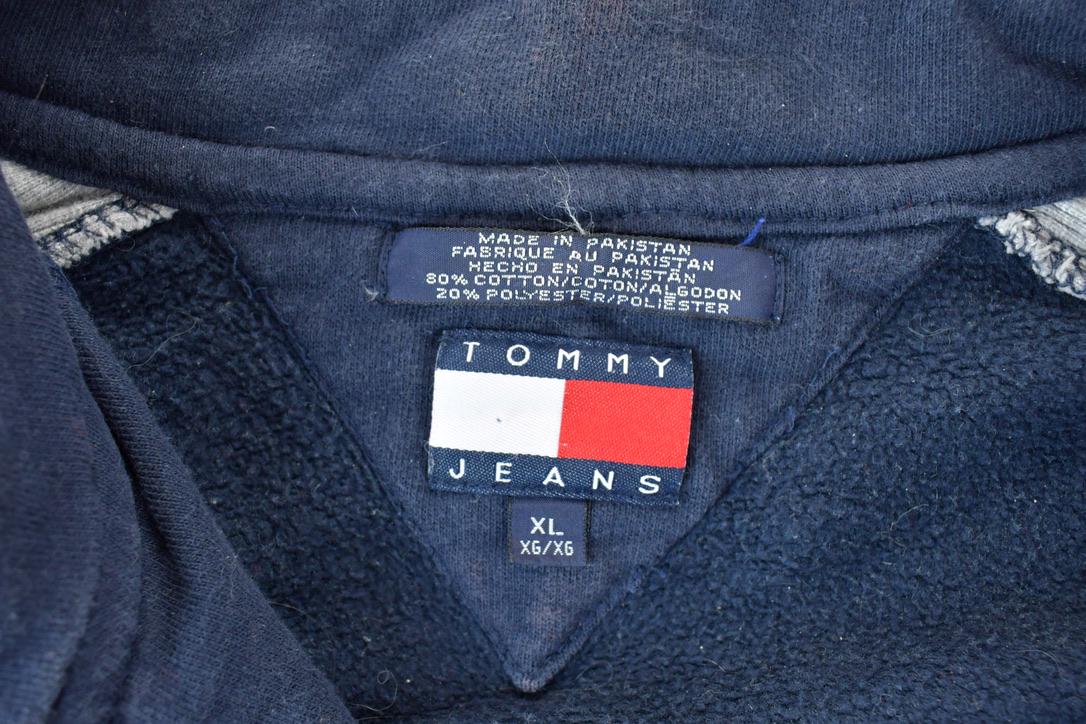 MADE IN PAKISTAN
FABRIQUE AU PAKISTAN
HECHO EN PAKISTAN
80% COTTON/COTON/ALGODON
20% POLYESTER/POLIESTER
TOMMY
JEANS
XL
XG/XG